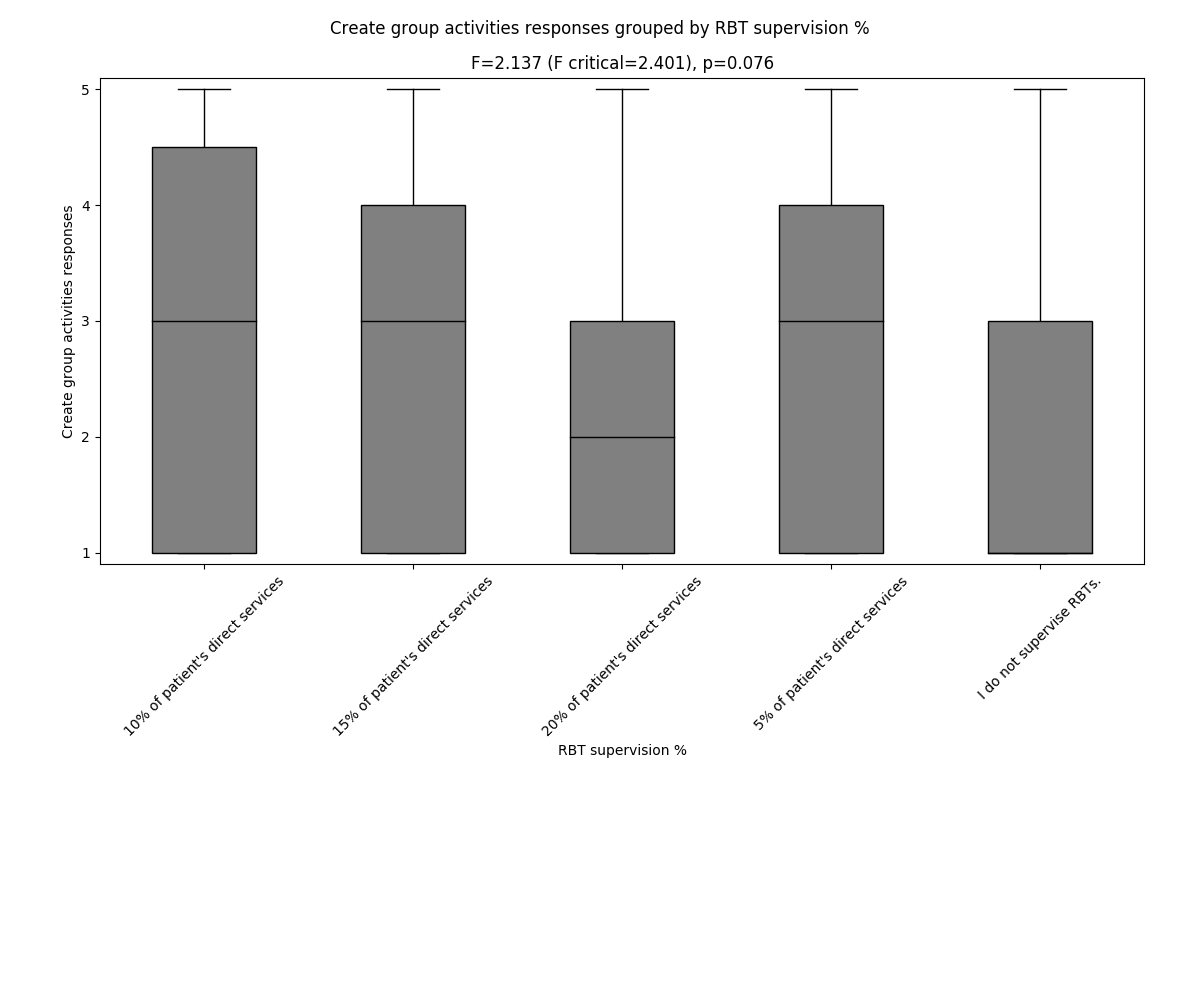 Create group activities responses grouped by RBT supervision %
F=2.137 (F critical=2.401), p=0.076
Create group activities responses
5
4
3
2
1
10% of patient's direct services
15% of patient's direct services
20% of patient's direct services
5% of patient's direct services
I do not supervise RBTs.
RBT supervision %